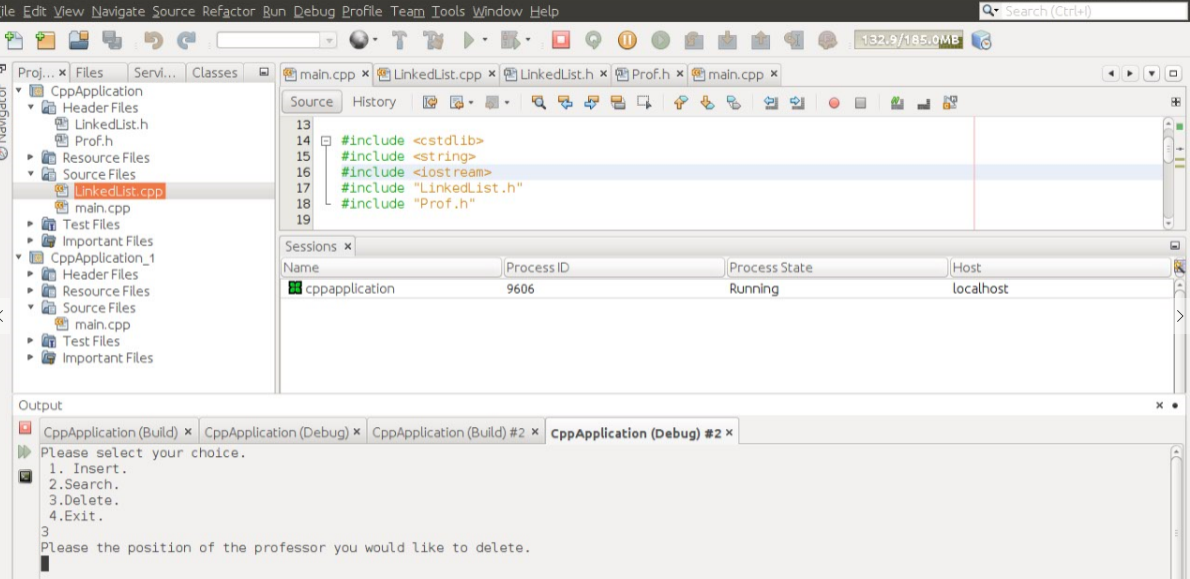 ile Edit View Navigate Source Refactor Run Debug Profile Team Tools Window Help
Search (Ctrl+I)
132.9/185.0MB
Proj... × Files Servi... Classes
Navigator
CppApplication
Header Files
LinkedList.h
Prof.h
Resource Files
Source Files
LinkedList.cpp
main.cpp
Test Files
Important Files
CppApplication_1
Header Files
Resource Files
Source Files
main.cpp
Test Files
Important Files
main.cpp × LinkedList.cpp × LinkedList.h × Prof.h × main.cpp ×
Source History
13
14 #include <cstdlib>
15 #include <string>
16 #include <iostream>
17 #include "LinkedList.h"
18 #include "Prof.h"
19
Sessions ×
Name Process ID Process State Host
cppapplication 9606 Running localhost
Output
CppApplication (Build) × CppApplication (Debug) × CppApplication (Build) #2 × CppApplication (Debug) #2 ×
Please select your choice.
1. Insert.
2.Search.
3.Delete.
4.Exit.
3
Please the position of the professor you would like to delete.